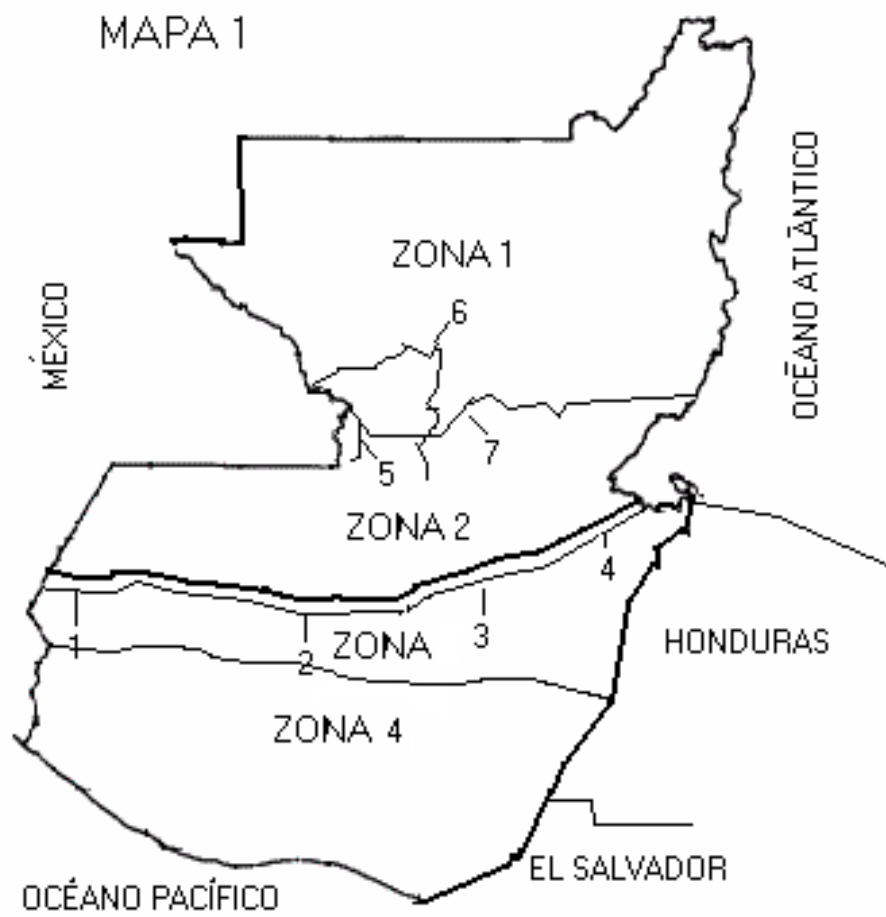 MAPA 1
OCÉANO ATLÀNTICO
ZONA 1
MÉXICO
6
7
5
ZONA 2
4
1
2
ZONA
3
HONDURAS
ZONA 4
EL SALVADOR
OCÉANO PACÍFICO